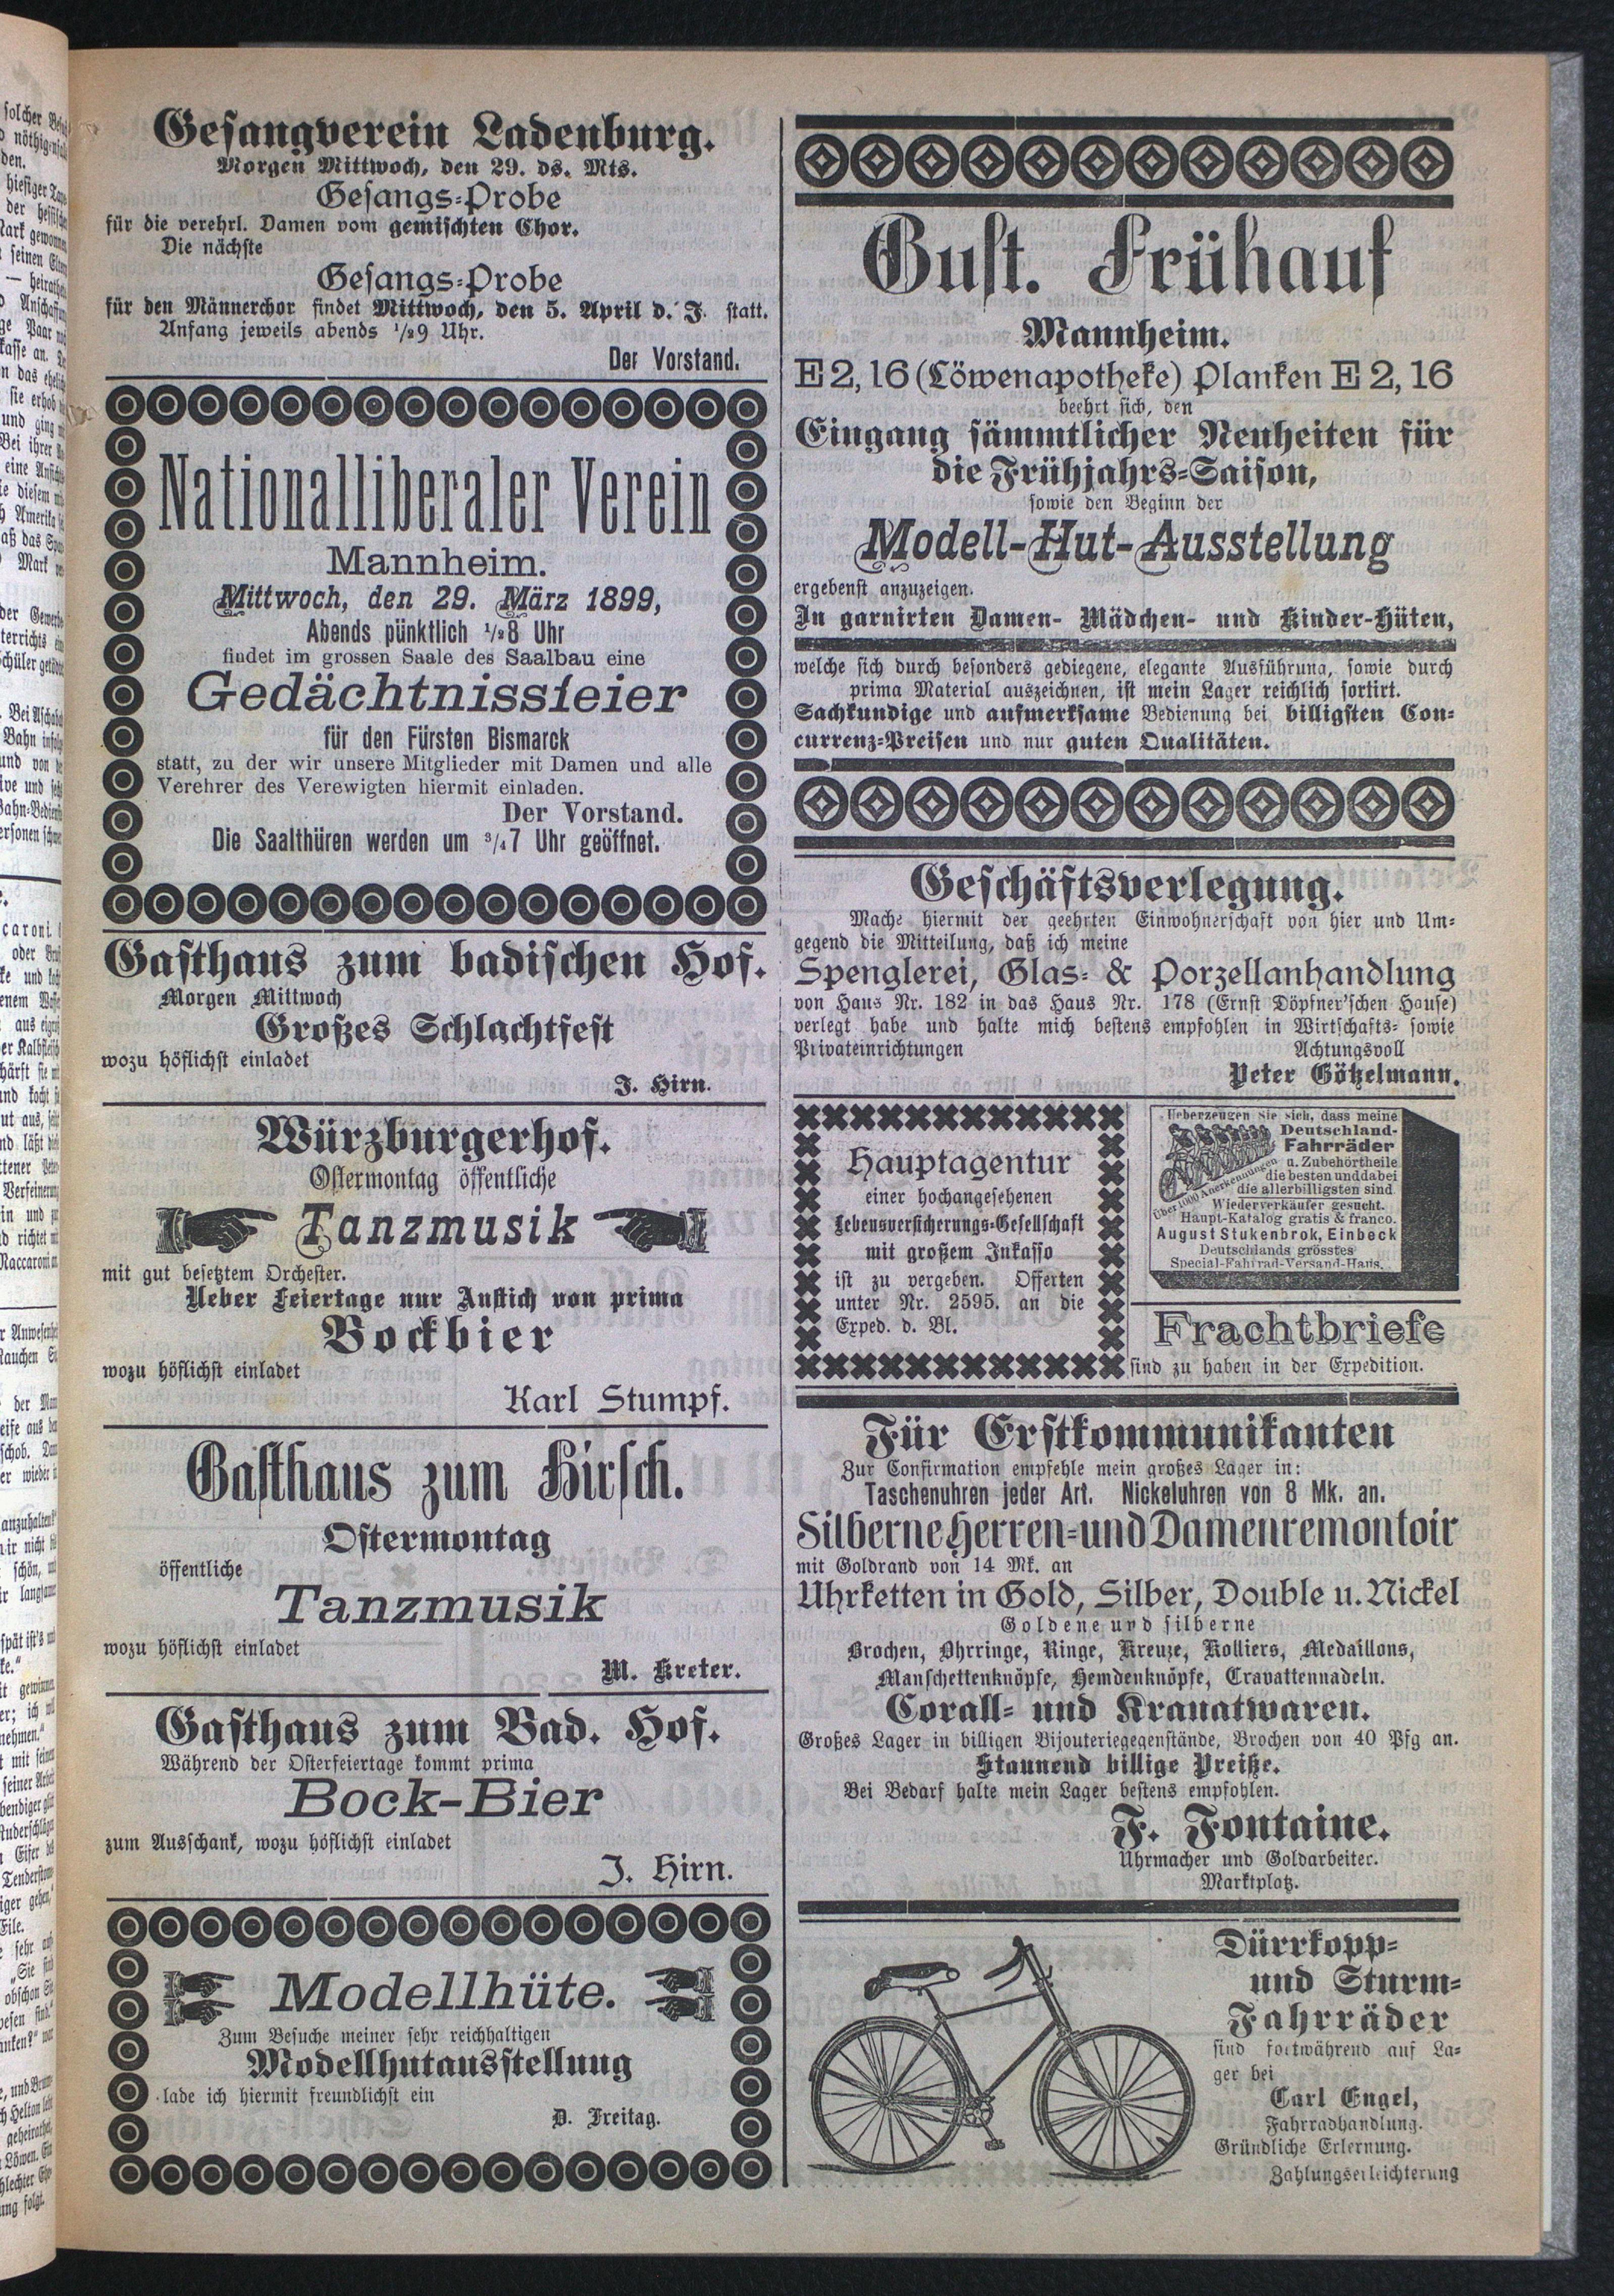 Gesangverein Ladenburg.
Morgen Mittwoch, den 29. ds. Mts.
Gesangs-Probe
für die verehrl. Damen vom gemischten Chor.
Die nächste
Gesangs-Probe
für den Männerchor findet Mittwoch, den 5. April d. J. statt.
Anfang jeweils abends 1/29 Uhr.
Der Vorstand.
Nationalliberaler Verein
Mannheim.
Mittwoch, den 29. März 1899,
Abends pünktlich 1/28 Uhr
findet im grossen Saale des Saalbau eine
Gedächtnissfeier
für den Fürsten Bismarck
statt, zu der wir unsere Mitglieder mit Damen und alle
Verehrer des Verewigten hiermit einladen.
Der Vorstand.
Die Saalthüren werden um 3/47 Uhr geöffnet.
Gasthaus zum badischen Hof.
Morgen Mittwoch
Großes Schlachtfest
wozu höflichst einladet
J. Hirn.
Würzburgerhof.
Ostermontag öffentliche
Tanzmusik
mit gut besetztem Orchester.
Ueber Feiertage nur Anstich von prima
Bockbier
wozu höflichst einladet
Karl Stumpf.
Gasthaus zum Hirsch.
Ostermontag
öffentliche
Tanzmusik
wozu höflichst einladet
M. Kreter.
Gasthaus zum Bad. Hof.
Während der Osterfeiertage kommt prima
Bock-Bier
zum Ausschank, wozu höflichst einladet
J. Hirn.
Modellhüte.
Zum Besuche meiner sehr reichhaltigen
Modellhutausstellung
lade ich hiermit freundlichst ein
D. Freitag.
Gust. Frühauf
Mannheim.
E 2, 16 (Löwenapotheke) Planken E 2, 16
beehrt sich, den
Eingang sämmtlicher Neuheiten für
die Frühjahrs-Saison,
sowie den Beginn der
Modell-Hut-Ausstellung
ergebenst anzuzeigen.
In garnirten Damen- Mädchen- und Kinder-Hüten,
welche sich durch besonders gediegene, elegante Ausführung, sowie durch
prima Material auszeichnen, ist mein Lager reichlich sortirt.
Sachkundige und aufmerksame Bedienung bei billigsten Con-
currenz-Preisen und nur guten Qualitäten.
Geschäftsverlegung.
Mache hiermit der geehrten Einwohnerschaft von hier und Um-
gegend die Mitteilung, daß ich meine
Spenglerei, Glas- & Porzellanhandlung
von Haus Nr. 182 in das Haus Nr. 178 (Ernst Döpfner'schen Hause)
verlegt habe und halte mich bestens empfohlen in Wirtschafts- sowie
Privateinrichtungen
Achtungsvoll
Peter Götzelmann.
Hauptagentur
einer hochangesehenen
Lebensversicherungs-Gesellschaft
mit großem Inkasso
ist zu vergeben. Offerten
unter Nr. 2595. an die
Exped. d. Bl.
Ueberzeugen Sie sich, dass meine
Deutschland-
Fahrräder
u. Zubehörtheile
die besten und dabei
die allerbilligsten sind
Über 1000 Anerkennungen
Wiederverkäufer gesucht.
Haupt-Katalog gratis & franco.
August Stukenbrok, Einbeck
Deutschlands grösstes
Special-Fahrrad-Versand-Haus.
Frachtbriefe
sind zu haben in der Expedition.
Für Erstkommunikanten
Zur Confirmation empfehle mein großes Lager in:
Taschenuhren jeder Art. Nickeluhren von 8 Mk. an.
Silberne Herren- und Damenremontoir
mit Goldrand von 14 Mk. an
Uhrketten in Gold, Silber, Double u. Nickel
Goldene und silberne
Brochen, Ohrringe, Ringe, Kreuze, Kolliers, Medaillons,
Manschettenknöpfe, Hemdenknöpfe, Cravattennadeln.
Corall- und Kranatwaren.
Großes Lager in billigen Bijouteriegegenstände, Brochen von 40 Pfg an.
Staunend billige Preiße.
Bei Bedarf halte mein Lager bestens empfohlen.
F. Fontaine.
Uhrmacher und Goldarbeiter.
Marktplatz.
Dürrkopp-
und Sturm-
Fahrräder
sind fortwährend auf La-
ger bei
Carl Engel,
Fahrradhandlung.
Gründliche Erlernung.
Zahlungserleichterung